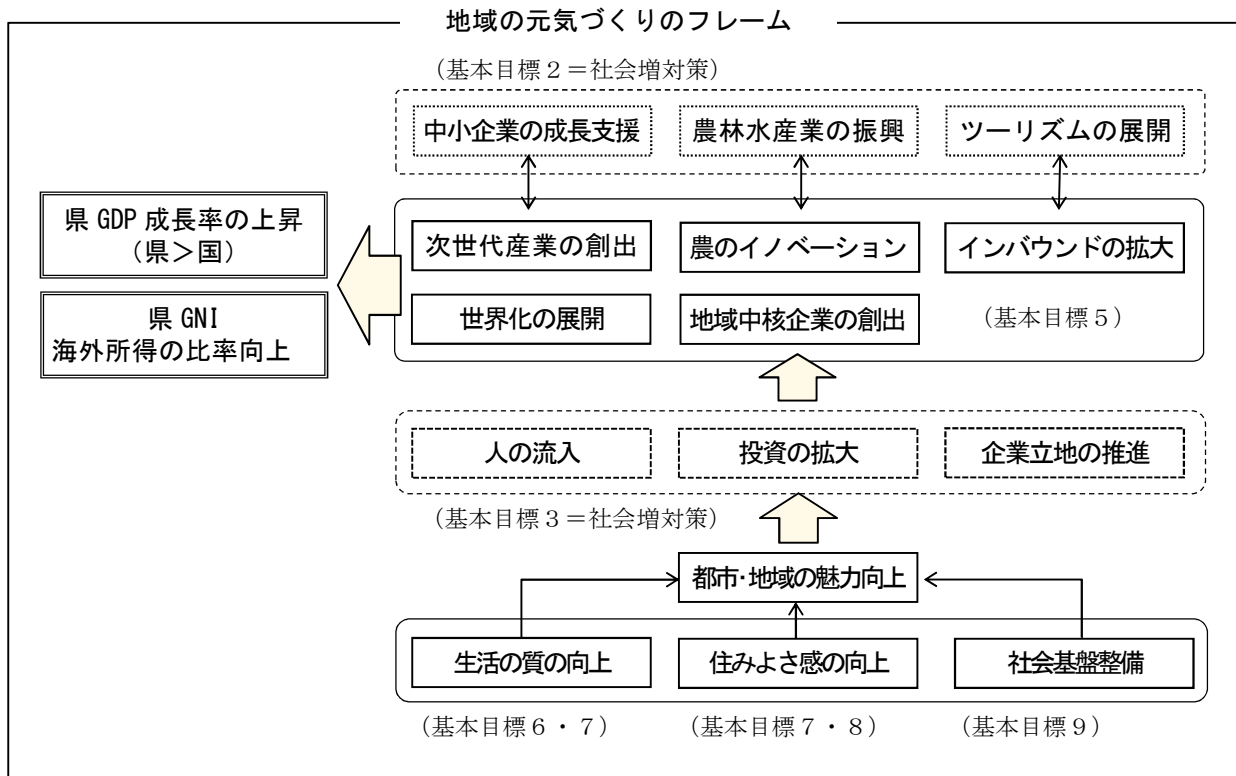 地域の元気づくりのフレーム
（基本目標２＝社会増対策）
中小企業の成長支援
農林水産業の振興
ツーリズムの展開
県 GDP 成長率の上昇
（県＞国）
県 GNI
海外所得の比率向上
次世代産業の創出
農のイノベーション
インバウンドの拡大
世界化の展開
地域中核企業の創出
（基本目標５）
人の流入
投資の拡大
企業立地の推進
（基本目標３＝社会増対策）
都市・地域の魅力向上
生活の質の向上
住みよさ感の向上
社会基盤整備
（基本目標６・７）
（基本目標７・８）
（基本目標９）